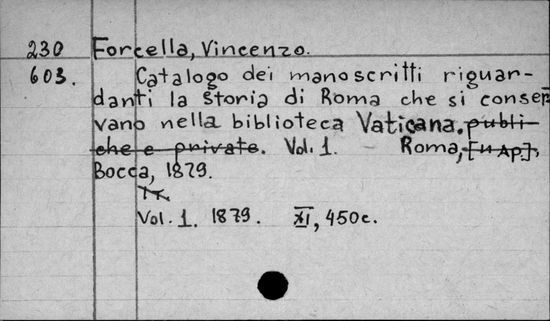 230 Forcella, Vincenzo.
603. Catalogo dei manoscritti riguar-
danti la storia di Roma che si conser-
vano nella biblioteca Vaticana. publi-
che e private. Vol. 1. Roma,
Bocca, 1879.
Vol. 1. 1879. XI, 450c.